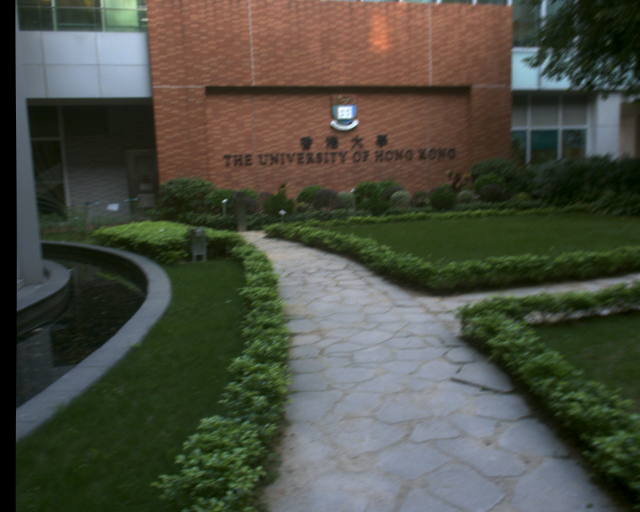 香港大學
THE UNIVERSITY OF HONG KONG